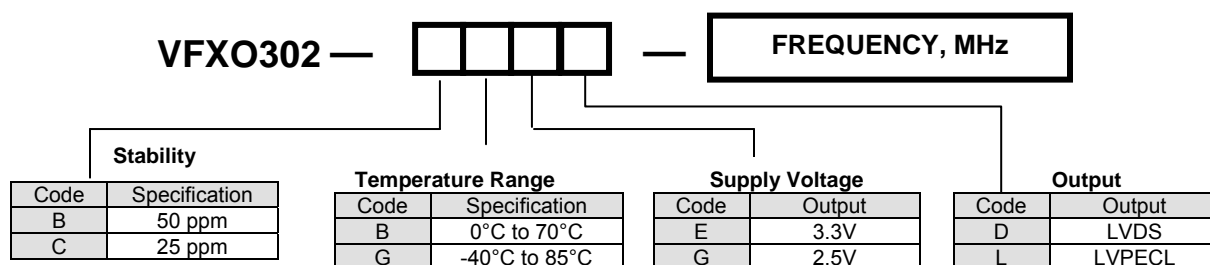 VFXO302 — — FREQUENCY, MHz
Stability
Code Specification
B 50 ppm
C 25 ppm
Temperature Range
Code Specification
B 0°C to 70°C
G -40°C to 85°C
Supply Voltage
Code Output
E 3.3V
G 2.5V
Output
Code Output
D LVDS
L LVPECL